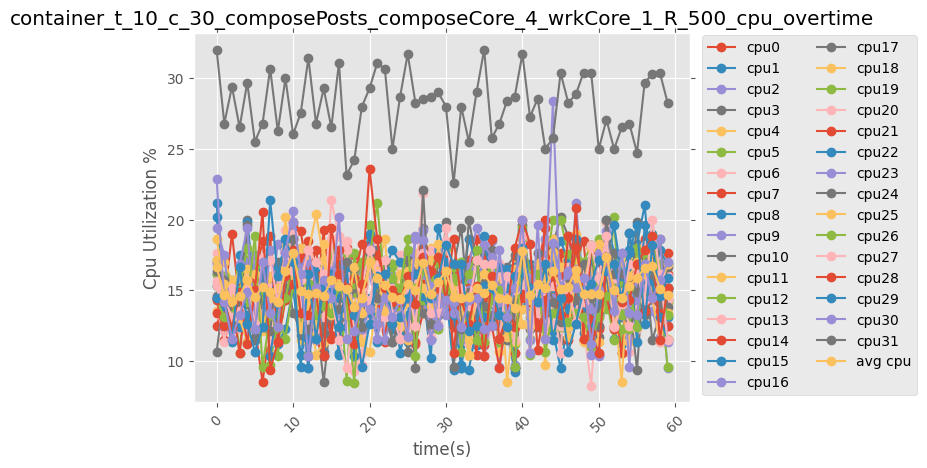 container_t_10_c_30_composePosts_composeCore_4_wrkCore_1_R_500_cpu_overtime
Cpu Utilization %
30
25
20
15
10
0
10
20
30
40
50
60
time(s)
cpu0
cpu1
cpu2
cpu3
cpu4
cpu5
cpu6
cpu7
cpu8
cpu9
cpu10
cpu11
cpu12
cpu13
cpu14
cpu15
cpu16
cpu17
cpu18
cpu19
cpu20
cpu21
cpu22
cpu23
cpu24
cpu25
cpu26
cpu27
cpu28
cpu29
cpu30
cpu31
avg cpu